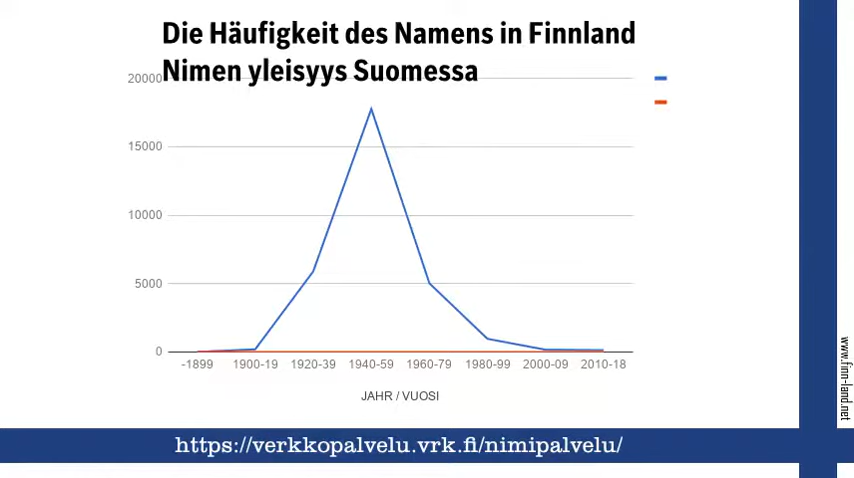 Die Häufigkeit des Namens in Finnland
Nimen yleisyys Suomessa
20000
15000
10000
5000
0
-1899 1900-19 1920-39 1940-59 1960-79 1980-99 2000-09 2010-18
JAHR / VUOSI
https://verkkopalvelu.vrk.fi/nimipalvelu/
www.finn-land.net